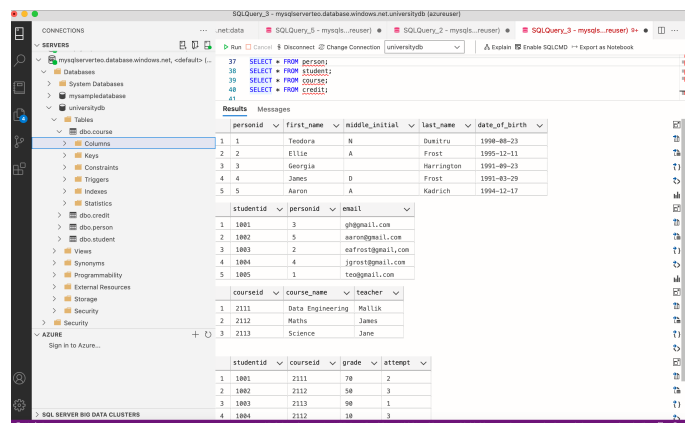 SQLQuery_3 - mysqlserverteo.database.windows.net.universitydb (azureuser)
CONNECTIONS
SERVERS
mysqlserverteo.database.windows.net, <default> (...
Databases
System Databases
mysampledatabase
universitydb
Tables
dbo.course
Columns
Keys
Constraints
Triggers
Indexes
Statistics
dbo.credit
dbo.person
dbo.student
Views
Synonyms
Programmability
External Resources
Storage
Security
Security
AZURE
Sign in to Azure...
SQL SERVER BIG DATA CLUSTERS
4
.net:data SQLQuery_5 - mysqls...reuser) SQLQuery_2 - mysqls...reuser) SQLQuery_3 - mysqls...reuser) 9+
Run Cancel Disconnect Change Connection universitydb Explain Enable SQLCMD Export as Notebook
37 SELECT * FROM person;
38 SELECT * FROM student;
39 SELECT * FROM course;
40 SELECT * FROM credit;
41
Results Messages
personid first_name middle_initial last_name date_of_birth
1 1 Teodora N Dumitru 1990-08-23
2 2 Ellie A Frost 1995-12-11
3 3 Georgia Harrington 1991-09-23
4 4 James D Frost 1991-03-29
5 5 Aaron A Kadrich 1994-12-17
studentid personid email
1 1001 3 gh@gmail.com
2 1002 5 aaron@gmail.com
3 1003 2 eafrost@gmail,com
4 1004 4 jgrost@gmail.com
5 1005 1 teo@gmail.com
courseid course_name teacher
1 2111 Data Engineering Mallik
2 2112 Maths James
3 2113 Science Jane
studentid courseid grade attempt
1 1001 2111 70 2
2 1002 2112 50 3
3 1003 2113 90 1
4 1004 2112 10 3